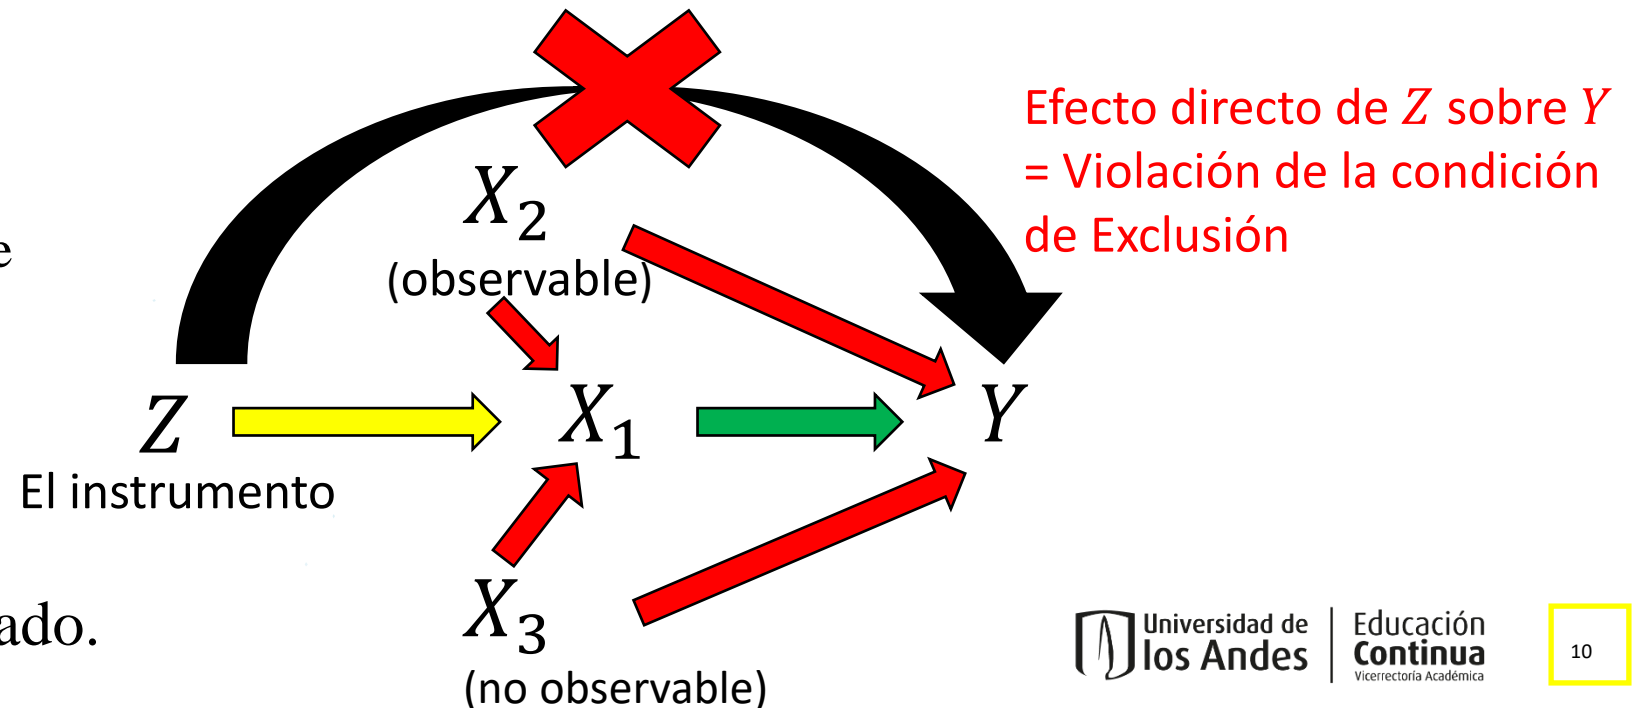 Efecto directo de Z sobre Y
= Violación de la condición
de Exclusión
X₂
(observable)
Z
X₁
Y
El instrumento
X₃
(no observable)
Universidad de
los Andes
Educación
Continua
Vicerrectoría Académica
10